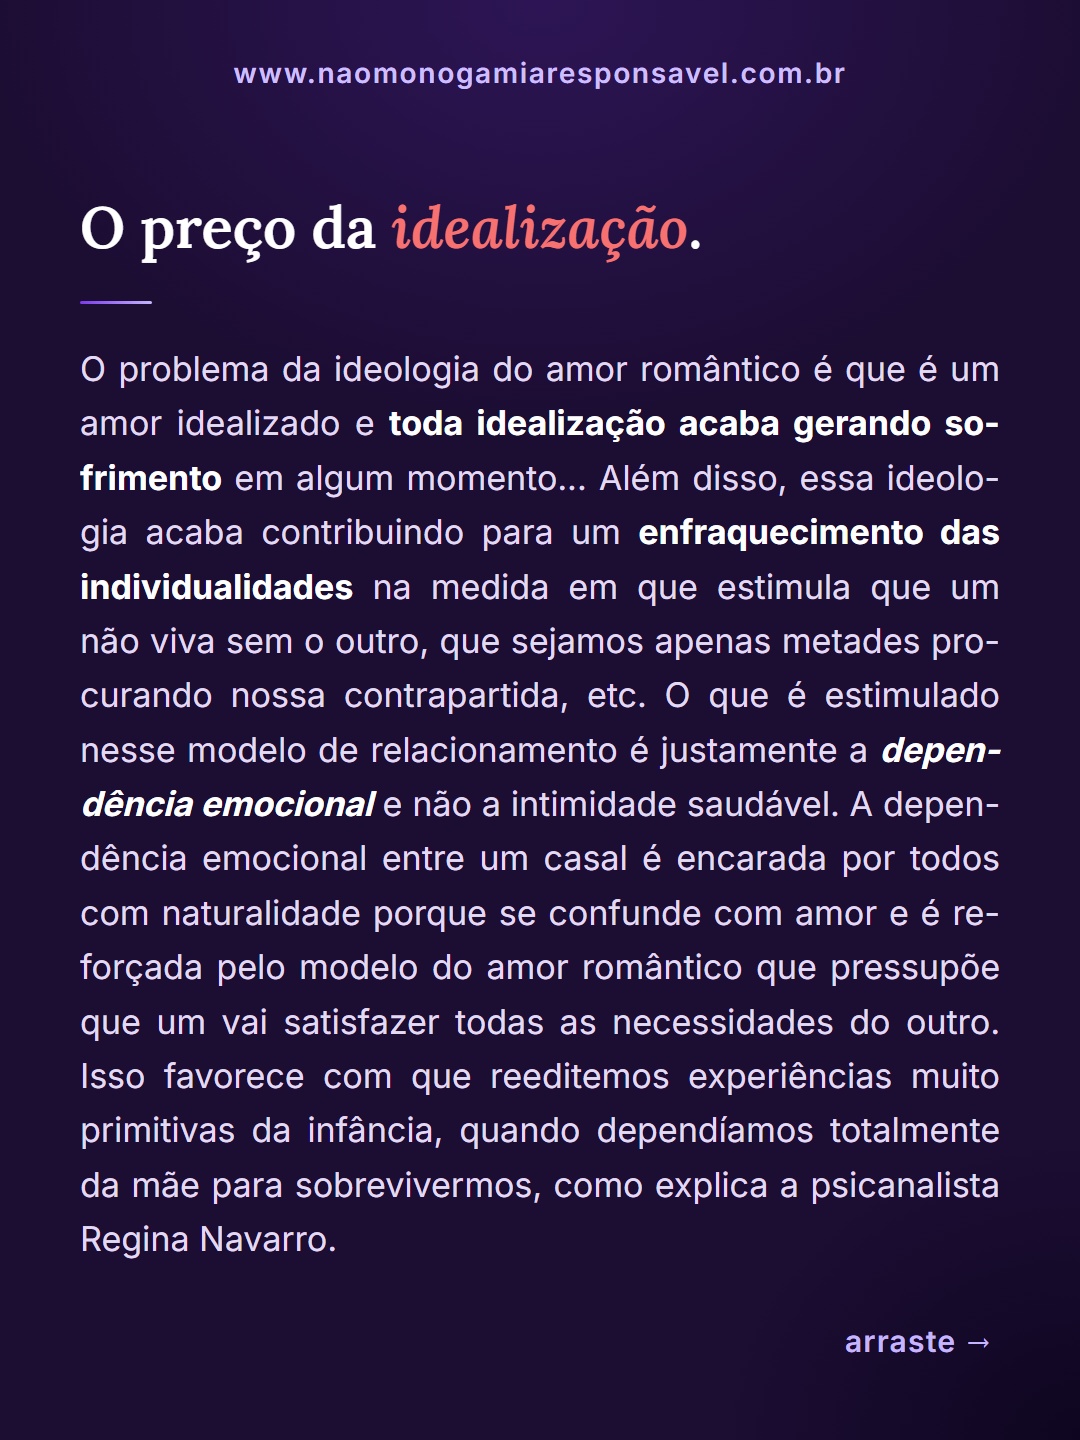 www.naomonogamiaresponsavel.com.br
O preço da idealização.
O problema da ideologia do amor romântico é que é um
amor idealizado e toda idealização acaba gerando so-
frimento em algum momento... Além disso, essa ideolo-
gia acaba contribuindo para um enfraquecimento das
individualidades na medida em que estimula que um
não viva sem o outro, que sejamos apenas metades pro-
curando nossa contrapartida, etc. O que é estimulado
nesse modelo de relacionamento é justamente a depen-
dência emocional e não a intimidade saudável. A depen-
dência emocional entre um casal é encarada por todos
com naturalidade porque se confunde com amor e é re-
forçada pelo modelo do amor romântico que pressupõe
que um vai satisfazer todas as necessidades do outro.
Isso favorece com que reeditemos experiências muito
primitivas da infância, quando dependíamos totalmente
da mãe para sobrevivermos, como explica a psicanalista
Regina Navarro.
arraste →